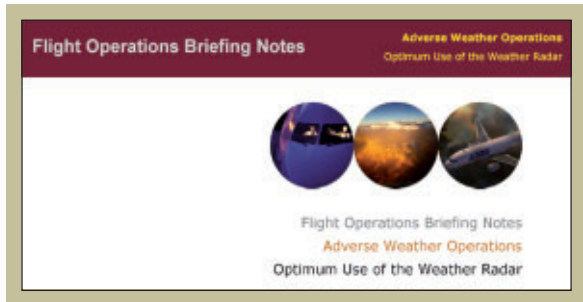 Flight Operations Briefing Notes
Adverse Weather Operations
Optimum Use of the Weather Radar
Flight Operations Briefing Notes
Adverse Weather Operations
Optimum Use of the Weather Radar